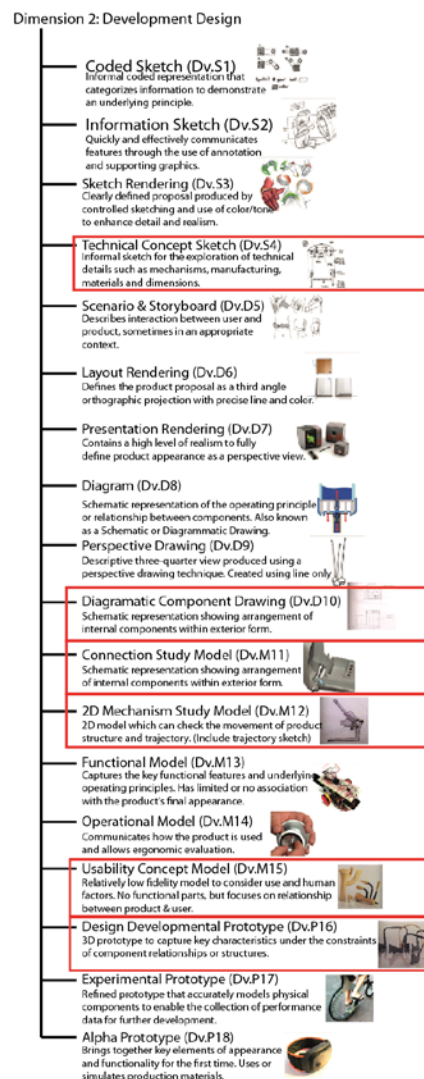 Dimension 2: Development Design
Coded Sketch (Dv.S1)
Informal coded representation that
categorizes information to demonstrate
an underlying principle.
Information Sketch (Dv.S2)
Quickly and effectively communicates
features through the use of annotation
and supporting graphics.
Sketch Rendering (Dv.S3)
Clearly defined proposal produced by
controlled sketching and use of color/tone
to enhance detail and realism.
Technical Concept Sketch (Dv.S4)
Informal sketch for the exploration of technical
details such as mechanisms, manufacturing,
materials and dimensions.
Scenario & Storyboard (Dv.D5)
Describes interaction between user and
product, sometimes in an appropriate
context.
Layout Rendering (Dv.D6)
Defines the product proposal as a third angle
orthographic projection with precise line and color.
Presentation Rendering (Dv.D7)
Contains a high level of realism to fully
define product appearance as a perspective view.
Diagram (Dv.D8)
Schematic representation of the operating principle
or relationship between components. Also known
as a Schematic or Diagrammatic Drawing.
Perspective Drawing (Dv.D9)
Descriptive three-quarter view produced using a
perspective drawing technique. Created using line only
Diagramatic Component Drawing (Dv.D10)
Schematic representation showing arrangement
of internal components within exterior form.
Connection Study Model (Dv.M11)
Schematic representation showing arrangement
of internal components within exterior form.
2D Mechanism Study Model (Dv.M12)
2D model which can check the movement of product
structure and trajectory. (Include trajectory sketch)
Functional Model (Dv.M13)
Captures the key functional features and underlying
operating principles. Has limited or no association
with the product's final appearance.
Operational Model (Dv.M14)
Communicates how the product is used
and allows ergonomic evaluation.
Usability Concept Model (Dv.M15)
Relatively low fidelity model to consider use and human
factors. No functional parts, but focuses on relationship
between product & user.
Design Developmental Prototype (Dv.P16)
3D prototype to capture key characteristics under the constraints
of component relationships or structures.
Experimental Prototype (Dv.P17)
Refined prototype that accurately models physical
components to enable the collection of performance
data for further development.
Alpha Prototype (Dv.P18)
Brings together key elements of appearance
and functionality for the first time. Uses or
simulates production materials.